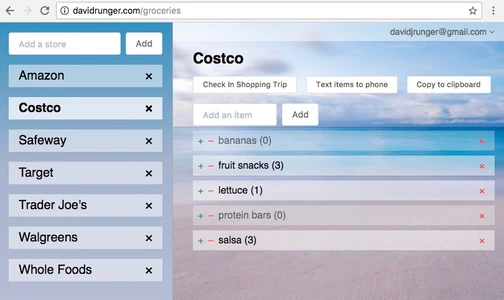 davidrunger.com/groceries
davidjrunger@gmail.com
Add a store
Add
Amazon ×
Costco ×
Safeway ×
Target ×
Trader Joe's ×
Walgreens ×
Whole Foods ×
Costco
Check In Shopping Trip
Text items to phone
Copy to clipboard
Add an item
Add
+ − bananas (0) ×
+ − fruit snacks (3) ×
+ − lettuce (1) ×
+ − protein bars (0) ×
+ − salsa (3) ×